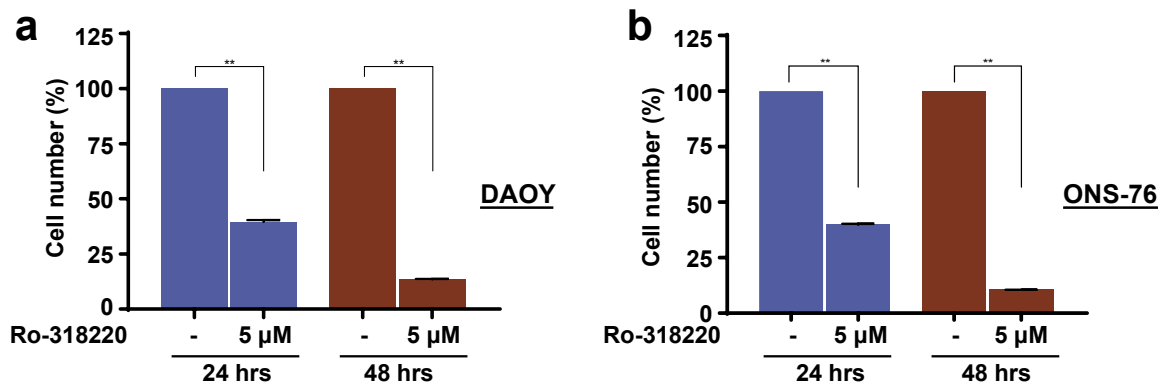 a
125
100
75
50
25
0
Cell number (%)
**
**
DAOY
Ro-318220
- 5 µM - 5 µM
24 hrs 48 hrs
b
125
100
75
50
25
0
Cell number (%)
**
**
ONS-76
Ro-318220
- 5 µM - 5 µM
24 hrs 48 hrs